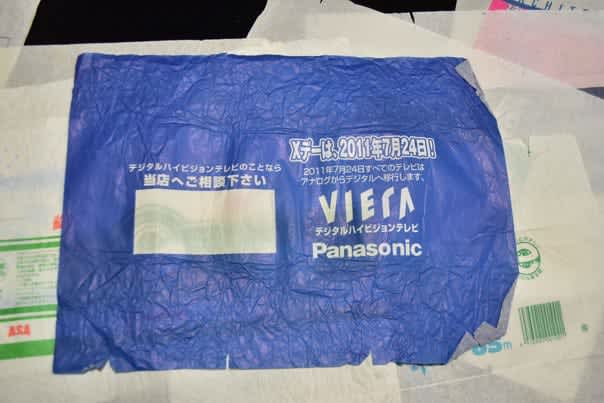 デジタルハイビジョンテレビのことなら
当店へご相談下さい
Xデーは、2011年7月24日!
2011年7月24日すべてのテレビは
アナログからデジタルへ移行します。
VIERA
デジタルハイビジョンテレビ
Panasonic
ASA